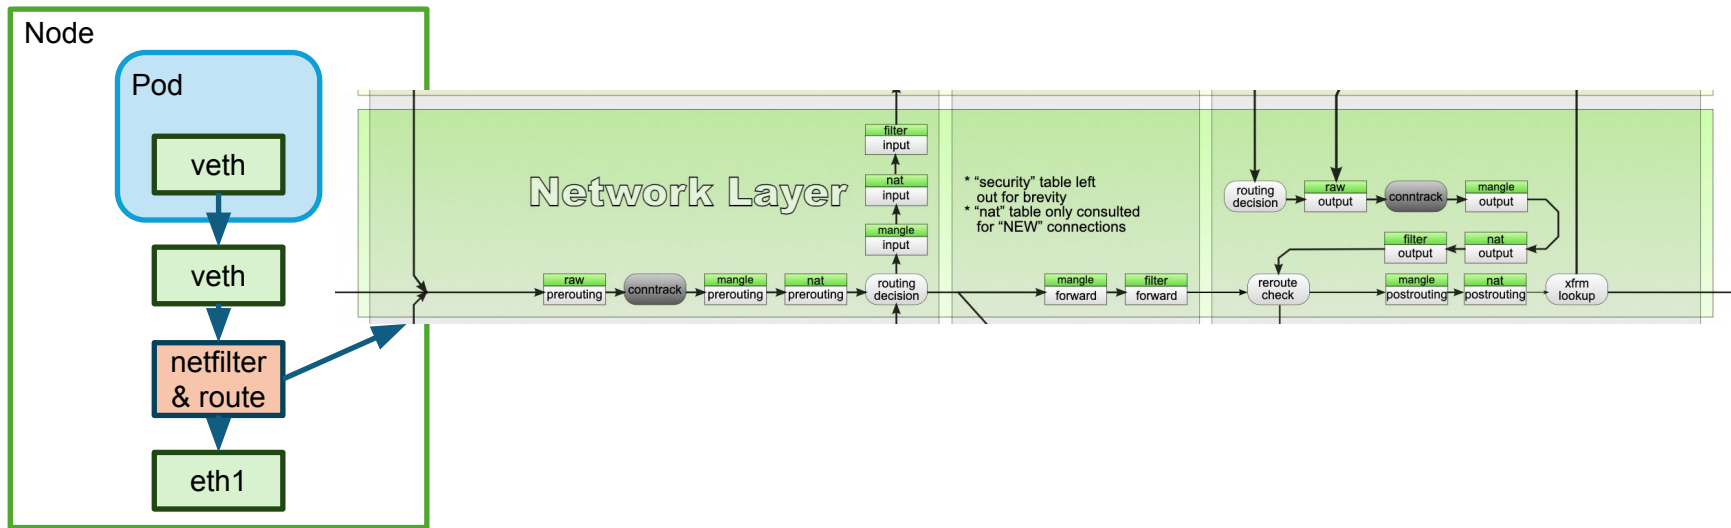 Node
Pod
veth
veth
netfilter
& route
eth1
Network Layer
filter
input
nat
input
mangle
input
raw
prerouting
conntrack
mangle
prerouting
nat
prerouting
routing
decision
* “security” table left
out for brevity
* “nat” table only consulted
for “NEW” connections
mangle
forward
filter
forward
routing
decision
raw
output
conntrack
mangle
output
filter
output
nat
output
reroute
check
mangle
postrouting
nat
postrouting
xfrm
lookup